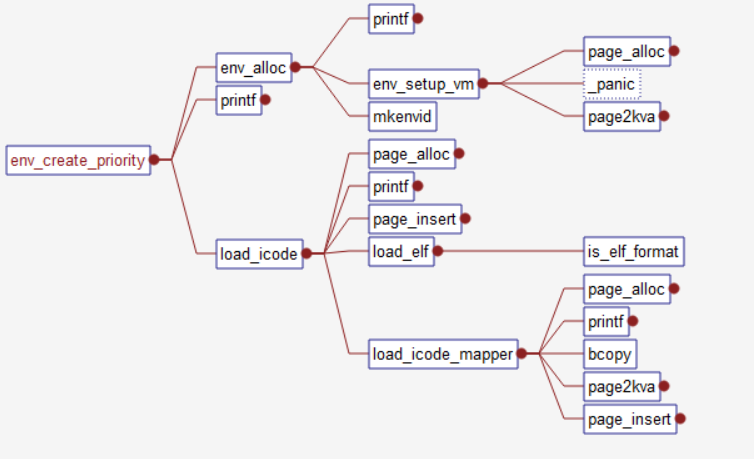 env_create_priority
env_alloc
printf
env_setup_vm
page_alloc
_panic
page2kva
mkenvid
printf
load_icode
page_alloc
printf
page_insert
load_elf
is_elf_format
load_icode_mapper
page_alloc
printf
bcopy
page2kva
page_insert